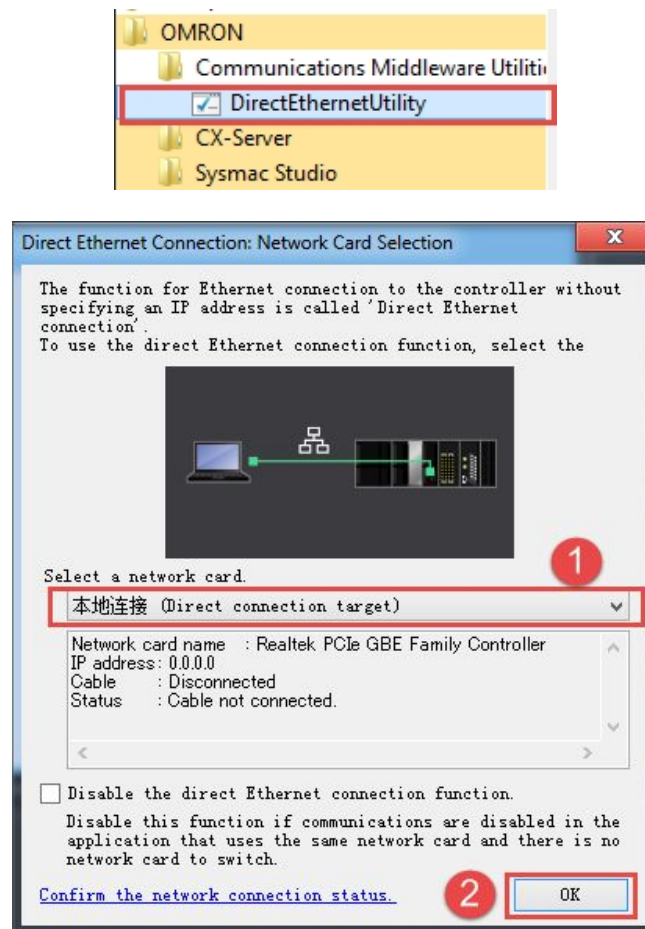 OMRON
Communications Middleware
DirectEthernetUtility
CX-Server
Sysmac Studio
Direct Ethernet Connection: Network Card Selection
x
The function for Ethernet connection to the controller without
specifying an IP address is called 'Direct Ethernet
connection'.
To use the direct Ethernet connection function, select the
1
Select a network card.
本地连接 (Direct connection target)
Network card name : Realtek PCIe GBE Family Controller
IP address: 0.0.0.0
Cable : Disconnected
Status : Cable not connected.
Disable the direct Ethernet connection function.
Disable this function if communications are disabled in the
application that uses the same network card and there is no
network card to switch.
Confirm the network connection status.
2
OK